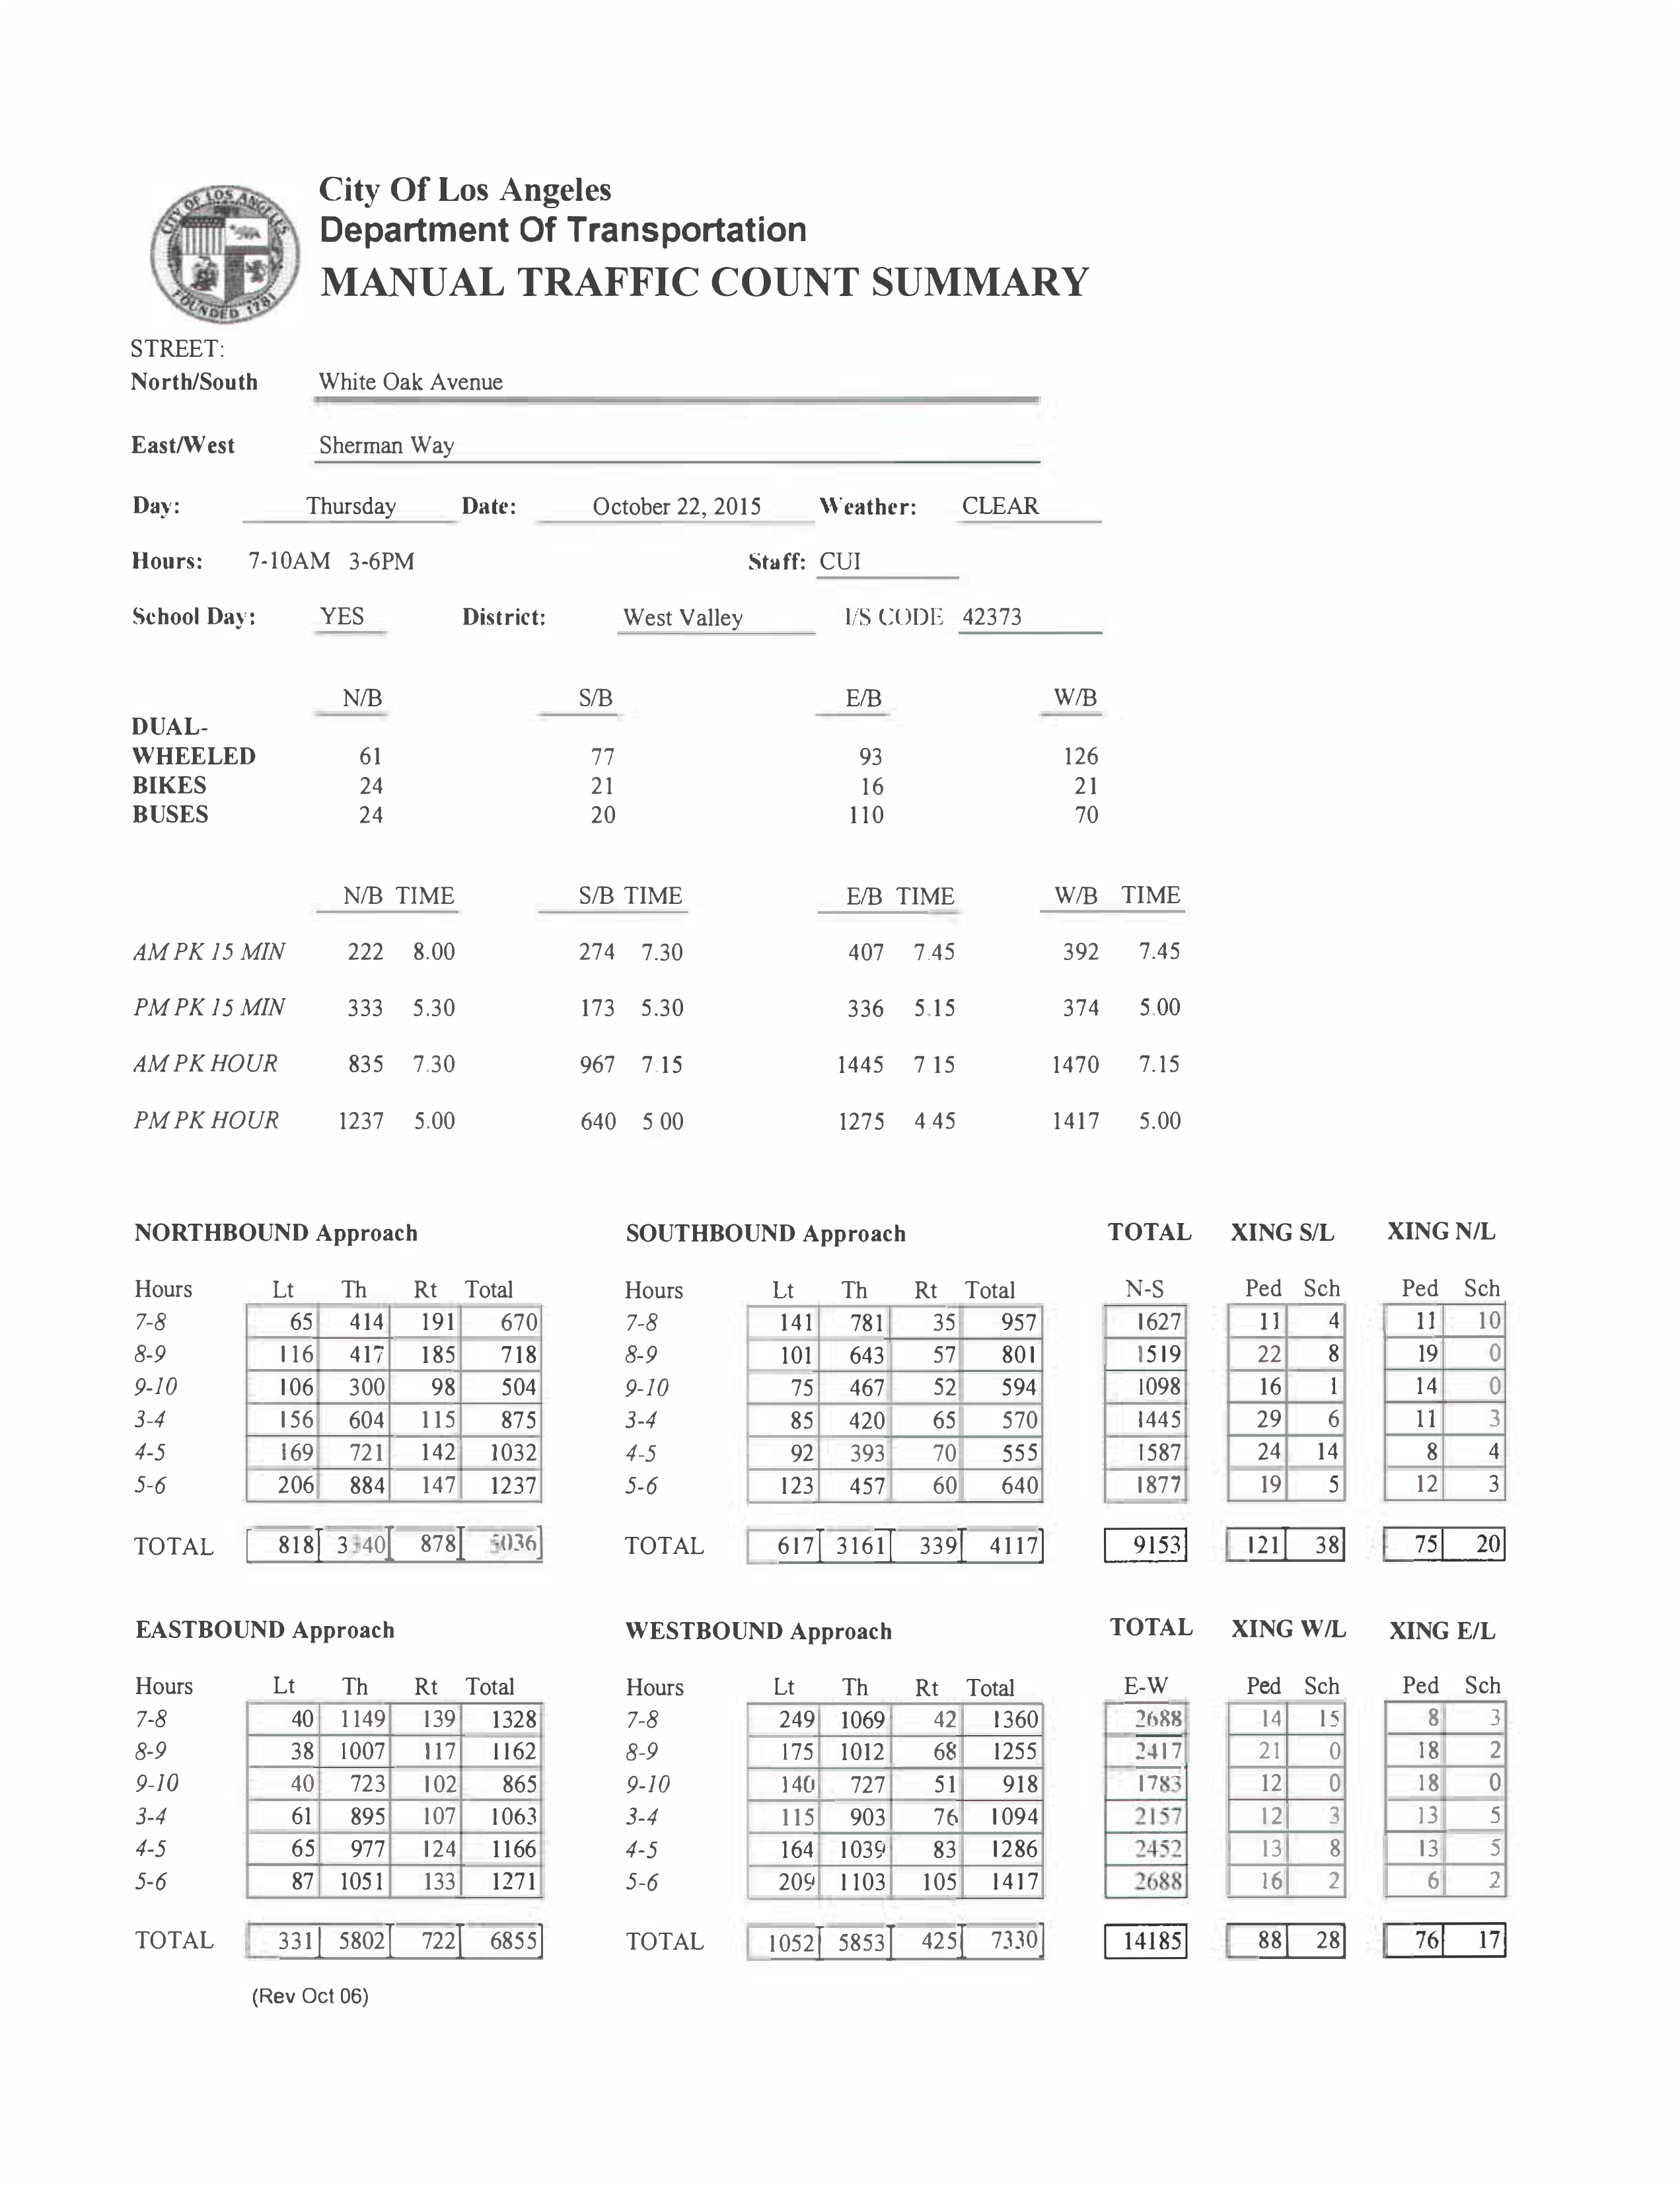 CITY OF LOS ANGELES
FOUNDED 1781
City Of Los Angeles
Department Of Transportation
MANUAL TRAFFIC COUNT SUMMARY
STREET:
North/South White Oak Avenue
East/West Sherman Way
Day: Thursday Date: October 22, 2015 Weather: CLEAR
Hours: 7-10AM 3-6PM Staff: CUI
School Day: YES District: West Valley I/S CODE 42373
N/B S/B E/B W/B
DUAL-
WHEELED 61 77 93 126
BIKES 24 21 16 21
BUSES 24 20 110 70
N/B TIME S/B TIME E/B TIME W/B TIME
AM PK 15 MIN 222 8.00 274 7.30 407 7.45 392 7.45
PM PK 15 MIN 333 5.30 173 5.30 336 5.15 374 5.00
AM PK HOUR 835 7.30 967 7.15 1445 7.15 1470 7.15
PM PK HOUR 1237 5.00 640 5.00 1275 4.45 1417 5.00
NORTHBOUND Approach SOUTHBOUND Approach TOTAL XING S/L XING N/L
Hours Lt Th Rt Total Hours Lt Th Rt Total N-S Ped Sch Ped Sch
7-8 65 414 191 670 7-8 141 781 35 957 1627 11 4 11 10
8-9 116 417 185 718 8-9 101 643 57 801 1519 22 8 19 0
9-10 106 300 98 504 9-10 75 467 52 594 1098 16 1 14 0
3-4 156 604 115 875 3-4 85 420 65 570 1445 29 6 11 3
4-5 169 721 142 1032 4-5 92 393 70 555 1587 24 14 8 4
5-6 206 884 147 1237 5-6 123 457 60 640 1877 19 5 12 3
TOTAL 818 3340 878 5036 TOTAL 617 3161 339 4117 9153 121 38 75 20
EASTBOUND Approach WESTBOUND Approach TOTAL XING W/L XING E/L
Hours Lt Th Rt Total Hours Lt Th Rt Total E-W Ped Sch Ped Sch
7-8 40 1149 139 1328 7-8 249 1069 42 1360 2688 14 15 8 3
8-9 38 1007 117 1162 8-9 175 1012 68 1255 2417 21 0 18 2
9-10 40 723 102 865 9-10 140 727 51 918 1783 12 0 18 0
3-4 61 895 107 1063 3-4 115 903 76 1094 2157 12 3 13 5
4-5 65 977 124 1166 4-5 164 1039 83 1286 2452 13 8 13 5
5-6 87 1051 133 1271 5-6 209 1103 105 1417 2688 16 2 6 2
TOTAL 331 5802 722 6855 TOTAL 1052 5853 425 7330 14185 88 28 76 17
(Rev Oct 06)